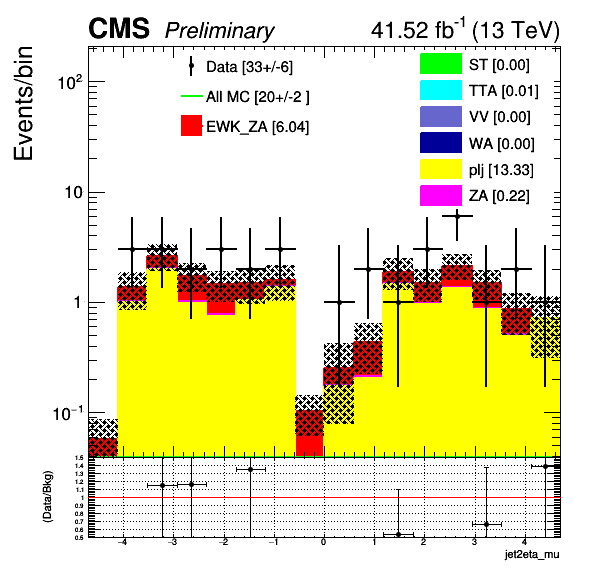 CMS Preliminary 41.52 fb⁻¹ (13 TeV)
Events/bin
10²
10
1
10⁻¹
Data [33+/-6]
All MC [20+/-2 ]
EWK_ZA [6.04]
ST [0.00]
TTA [0.01]
VV [0.00]
WA [0.00]
plj [13.33]
ZA [0.22]
(Data/Bkg)
1.5
1.4
1.3
1.2
1.1
1
0.9
0.8
0.7
0.6
0.5
−4 −3 −2 −1 0 1 2 3 4
jet2eta_mu